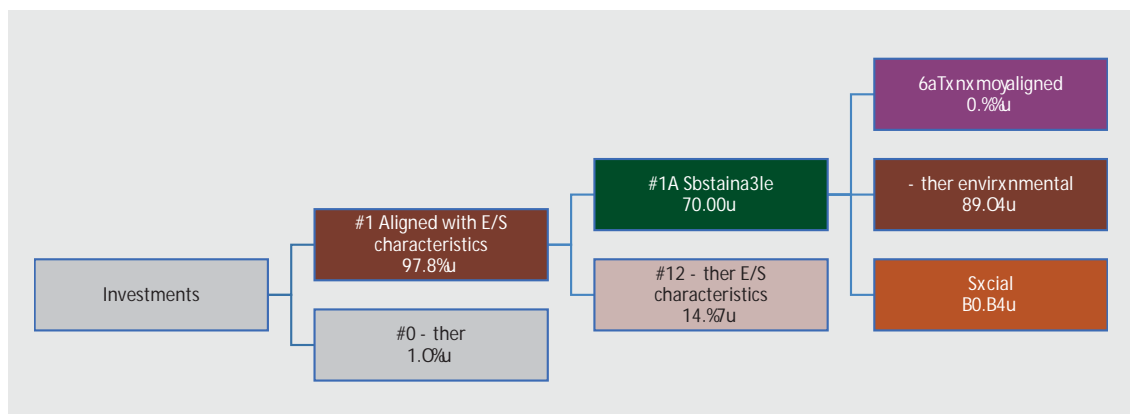 Investments
#1 Aligned with E/S
characteristics
97.8%u
#0 - ther
1.O%u
#1A Sbstaina3le
70.00u
#12 - ther E/S
characteristics
14.%7u
6aTxnxmoyaligned
0.%%u
- ther envirxnmental
89.O4u
Sxcial
B0.B4u